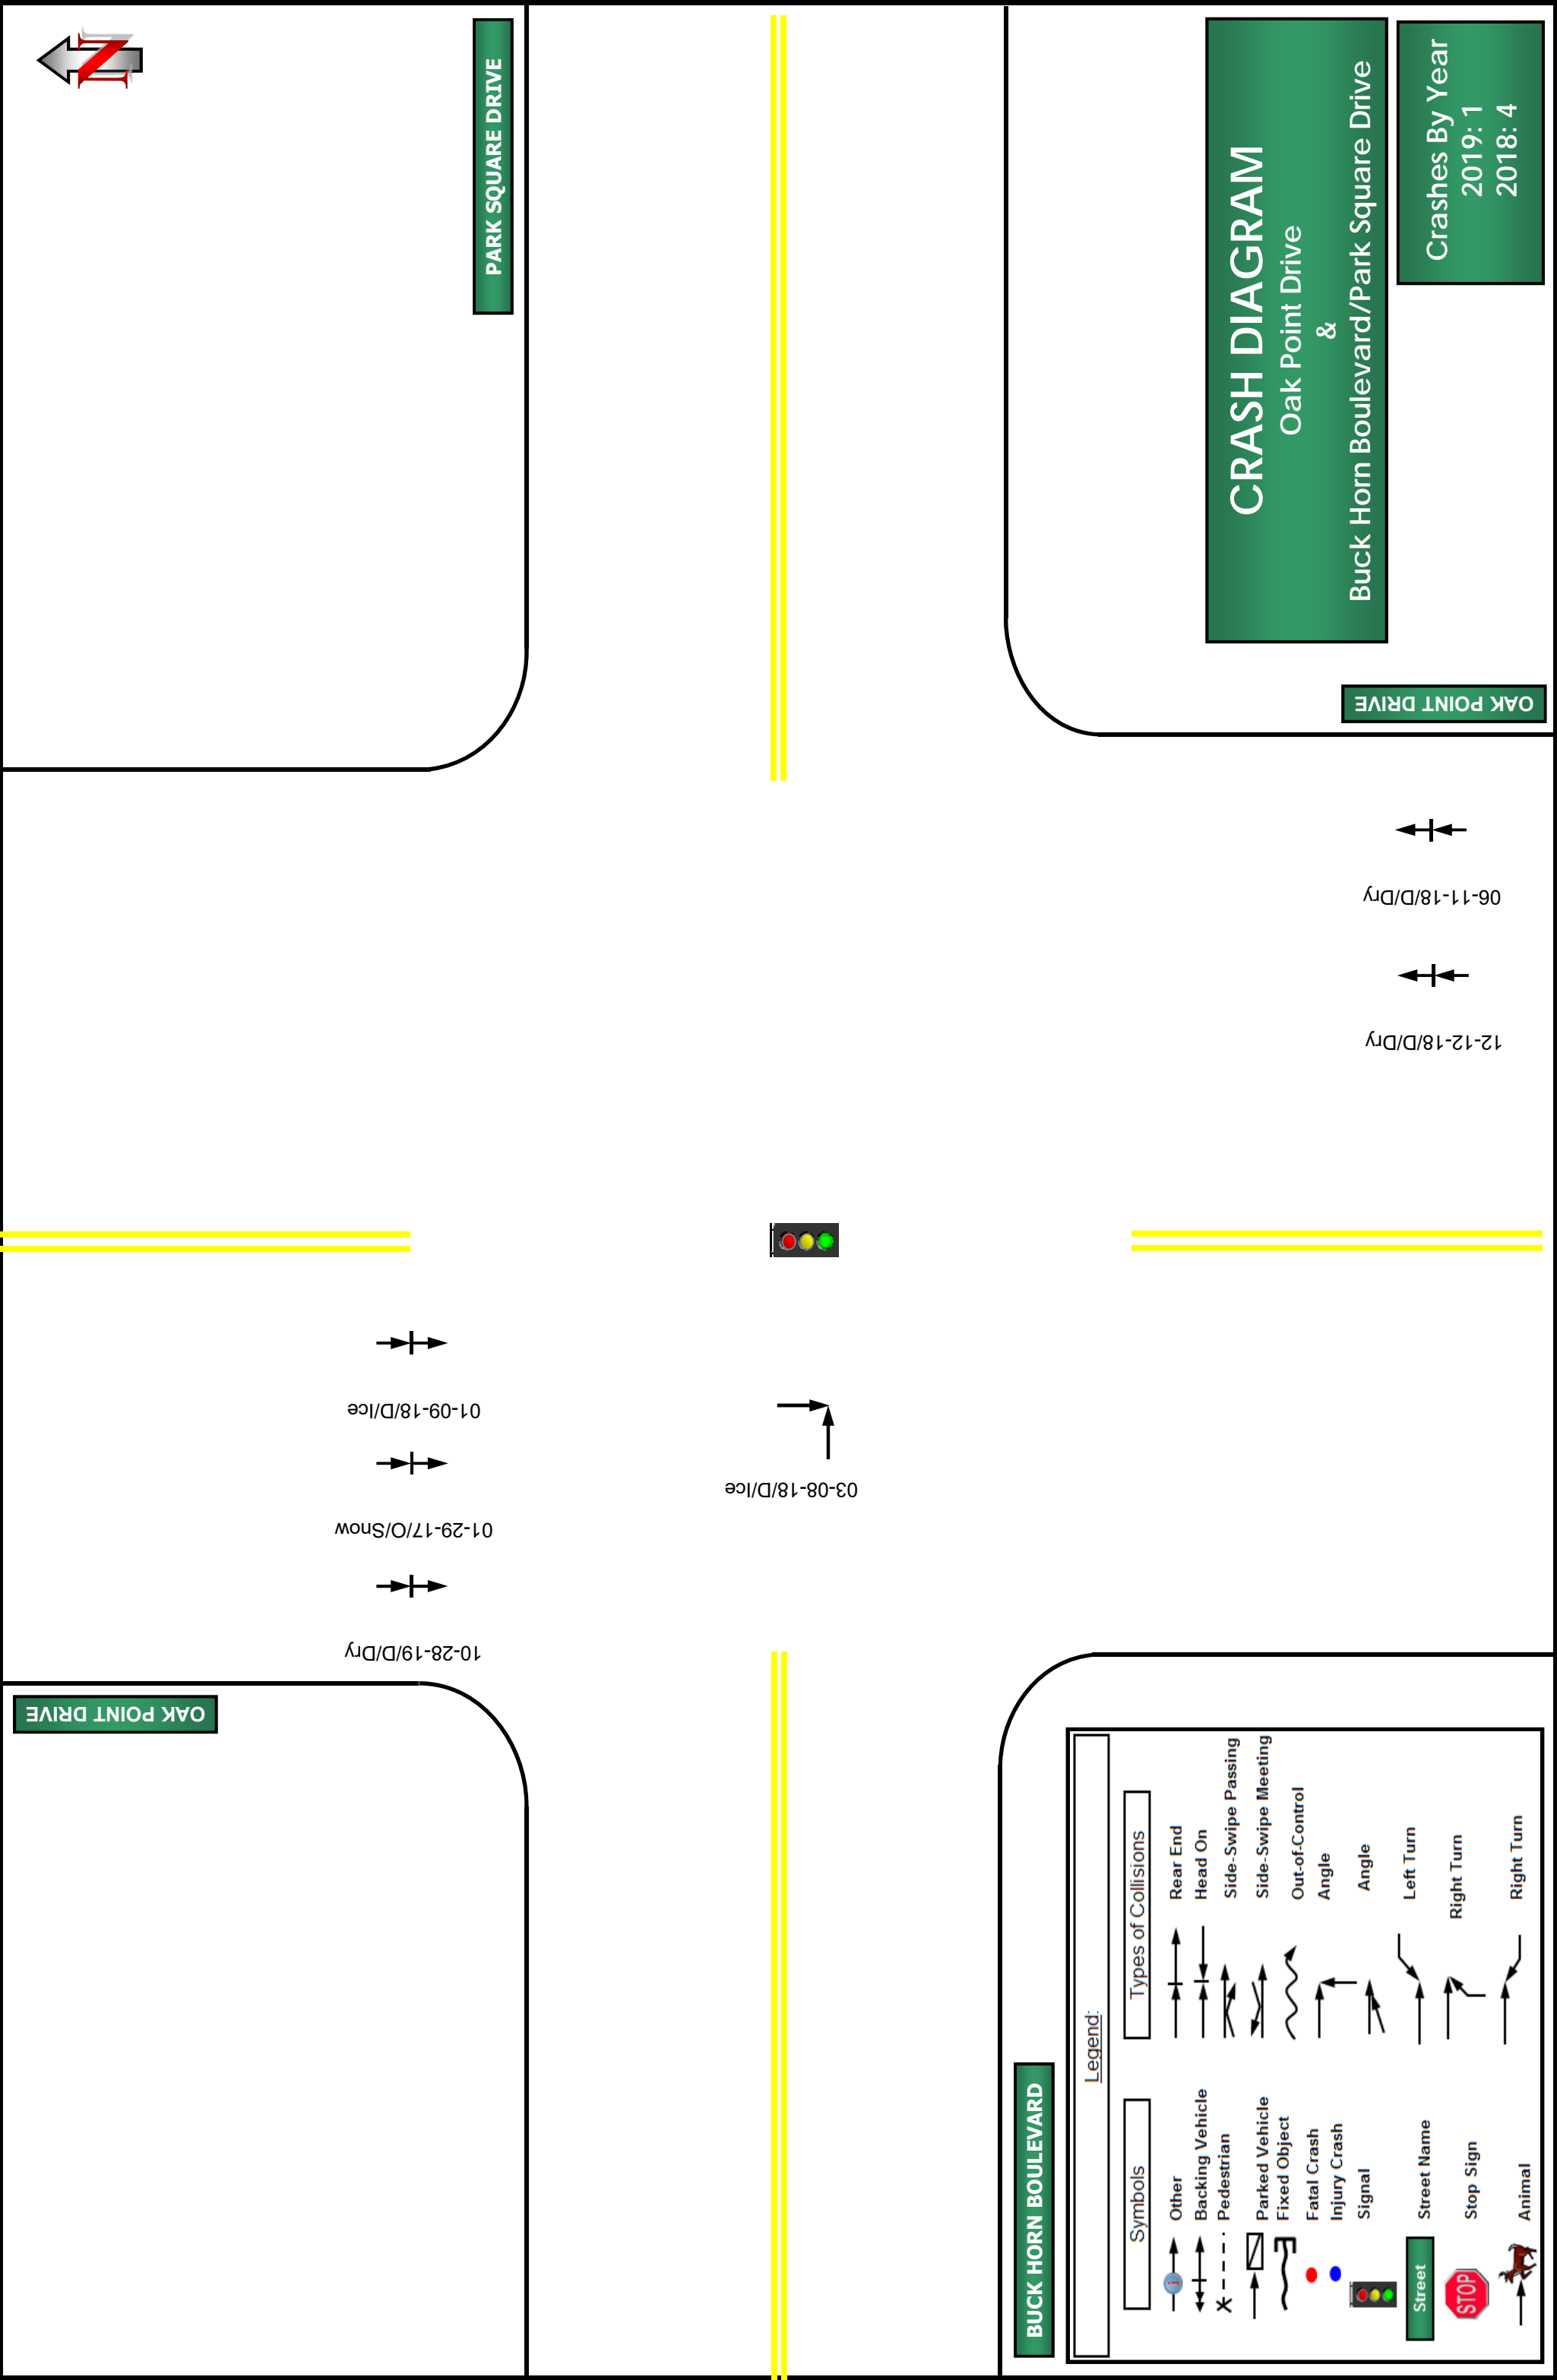 N
PARK SQUARE DRIVE
CRASH DIAGRAM
Oak Point Drive
&
Buck Horn Boulevard/Park Square Drive
Crashes By Year
2019: 1
2018: 4
OAK POINT DRIVE
06-11-18/D/Dry
12-12-18/D/Dry
01-09-18/D/Ice
01-29-17/O/Snow
10-28-19/D/Dry
03-08-18/D/Ice
OAK POINT DRIVE
BUCK HORN BOULEVARD
Legend:
Symbols
Other
Backing Vehicle
Pedestrian
Parked Vehicle
Fixed Object
Fatal Crash
Injury Crash
Signal
Street
Street Name
STOP
Stop Sign
Animal
Types of Collisions
Rear End
Head On
Side-Swipe Passing
Side-Swipe Meeting
Out-of-Control
Angle
Angle
Left Turn
Right Turn
Right Turn